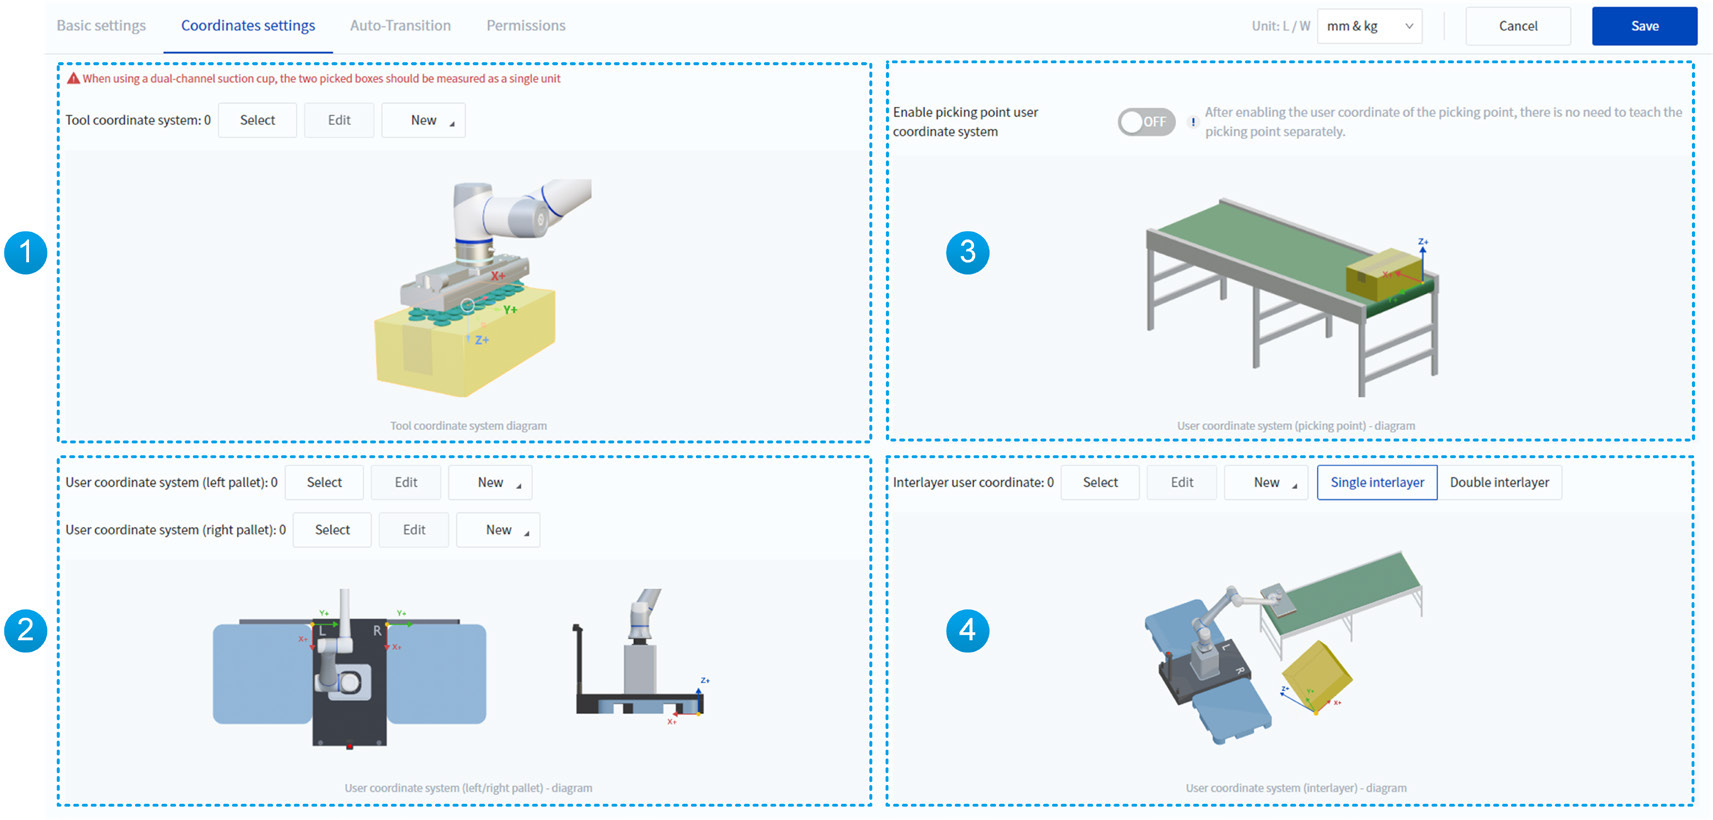 Basic settings
Coordinates settings
Auto-Transition
Permissions
Unit: L / W
mm & kg
Cancel
Save
When using a dual-channel suction cup, the two picked boxes should be measured as a single unit
Tool coordinate system: 0
Select
Edit
New
X+
Y+
Z+
Tool coordinate system diagram
1
Enable picking point user
coordinate system
OFF
After enabling the user coordinate of the picking point, there is no need to teach the
picking point separately.
Z+
X+
User coordinate system (picking point) - diagram
3
User coordinate system (left pallet): 0
Select
Edit
New
User coordinate system (right pallet): 0
Select
Edit
New
Y+
Y+
L
R
X+
X+
Z+
X+
User coordinate system (left/right pallet) - diagram
2
Interlayer user coordinate: 0
Select
Edit
New
Single interlayer
Double interlayer
L
R
Z+
Y+
X+
User coordinate system (interlayer) - diagram
4